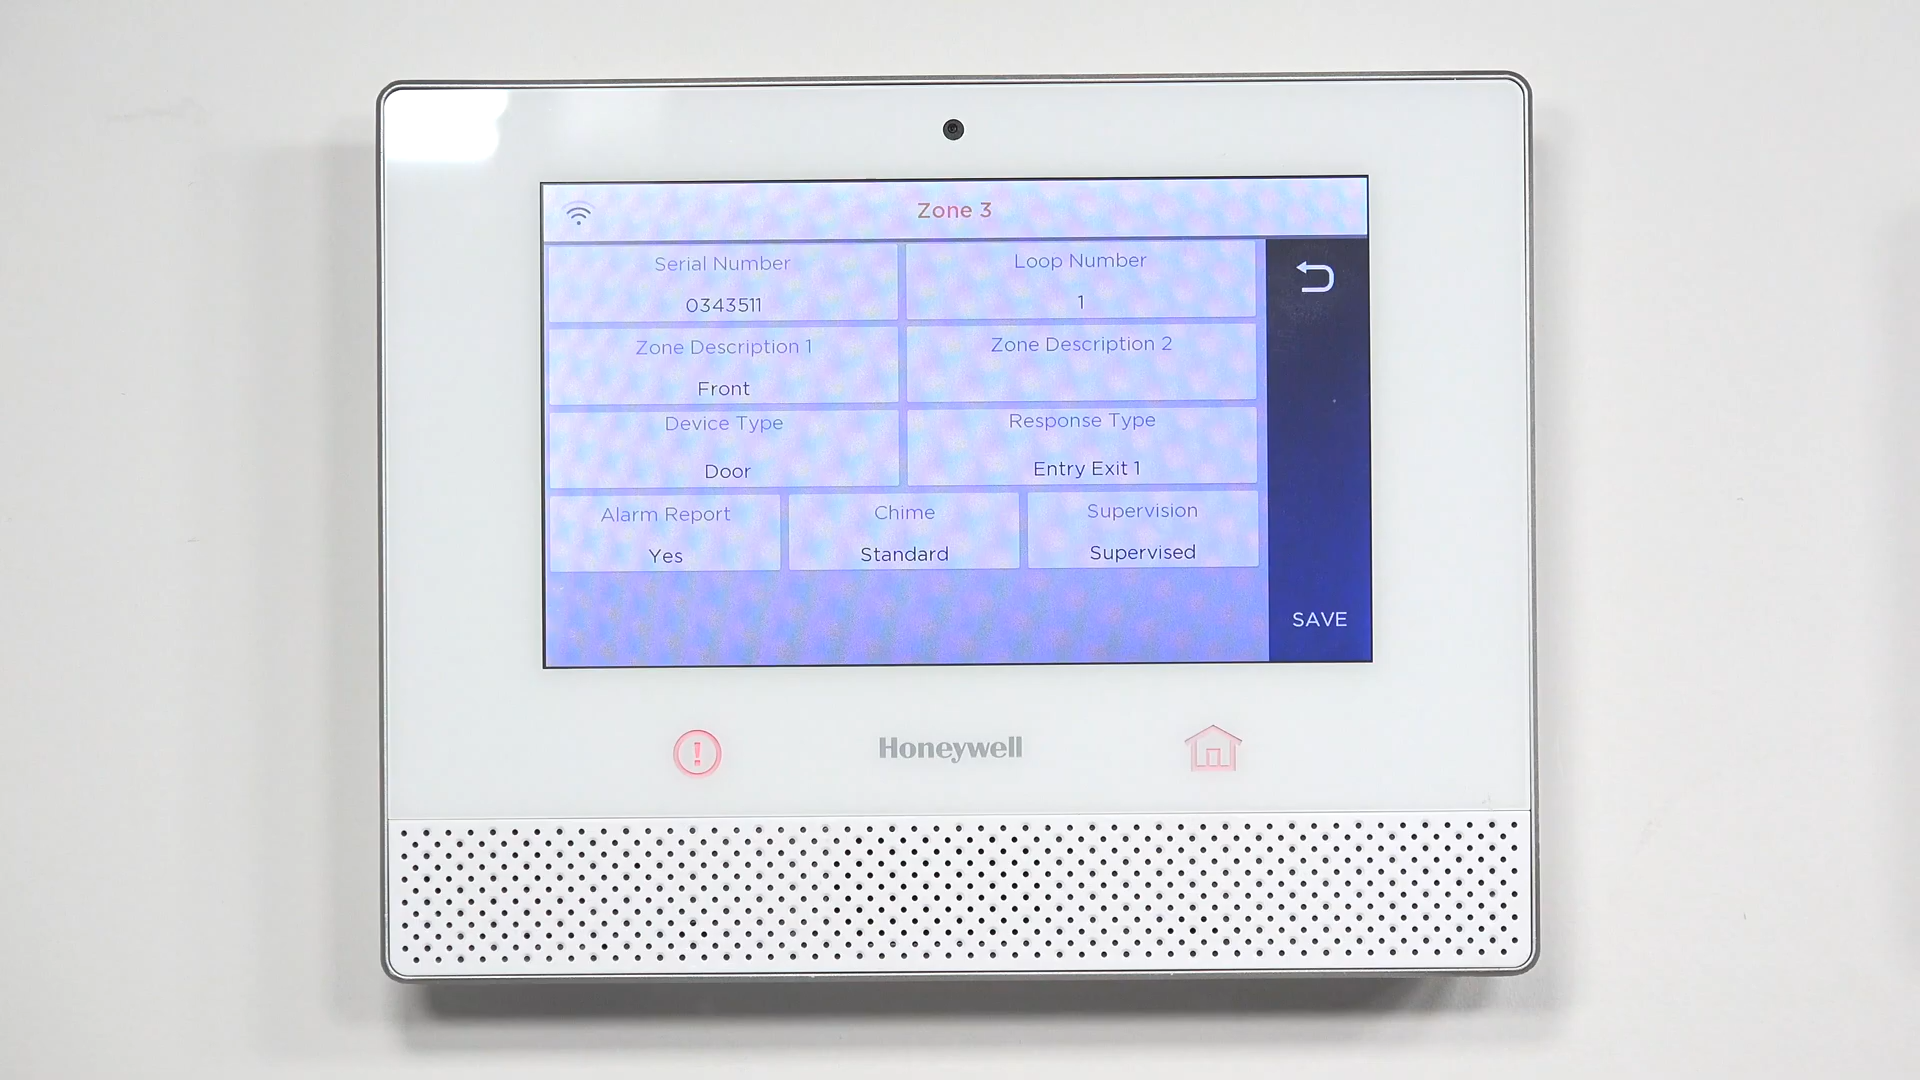 Zone 3
Serial Number
0343511
Loop Number
1
Zone Description 1
Front
Zone Description 2
Device Type
Door
Response Type
Entry Exit 1
Alarm Report
Yes
Chime
Standard
Supervision
Supervised
SAVE
Honeywell